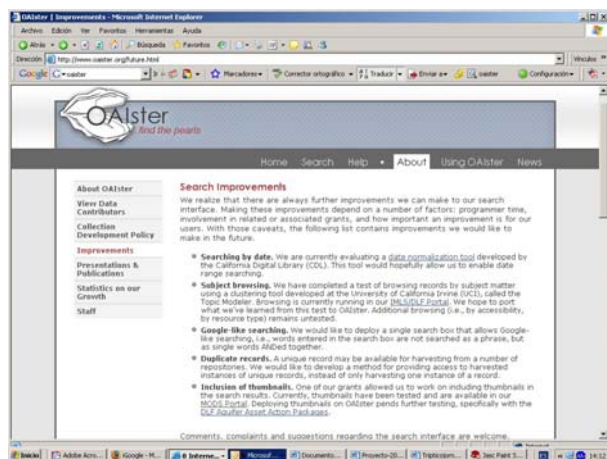 OAIster | Improvements - Microsoft Internet Explorer
Archivo Edición Ver Favoritos Herramientas Ayuda
Atrás Búsqueda Favoritos
Dirección http://www.oaister.org/future.html Vínculos
Google oaister Marcadores Corrector ortográfico Traducir Enviar a oaister Configuración
OAIster
find the pearls
Home Search Help • About Using OAIster News
About OAIster
View Data
Contributors
Collection
Development Policy
Improvements
Presentations &
Publications
Statistics on our
Growth
Staff
Search Improvements
We realize that there are always further improvements we can make to our search
interface. Making these improvements depend on a number of factors: programmer time,
involvement in related or associated grants, and how important an improvement is for our
users. With those caveats, the following list contains improvements we would like to
make in the future.
Searching by date. We are currently evaluating a date normalization tool developed by
the California Digital Library (CDL). This tool would hopefully allow us to enable date
range searching.
Subject browsing. We have completed a test of browsing records by subject matter
using a clustering tool developed at the University of California Irvine (UCI), called the
Topic Modeler. Browsing is currently running in our IMLS/DLF Portal. We hope to port
what we've learned from this test to OAIster. Additional browsing (i.e., by accessibility,
by resource type) remains untested.
Google-like searching. We would like to deploy a single search box that allows Google-
like searching, i.e., words entered in the search box are not searched as a phrase, but
as single words ANDed together.
Duplicate records. A unique record may be available for harvesting from a number of
repositories. We would like to develop a method for providing access to harvested
instances of unique records, instead of only harvesting one instance of a record.
Inclusion of thumbnails. One of our grants allowed us to work on including thumbnails in
the search results. Currently, thumbnails have been tested and are available in our
MODS Portal. Deploying thumbnails on OAIster pends further testing, specifically with the
DLF Aquifer Asset Action Packages.
Comments, complaints and suggestions regarding the search interface are welcome.
Internet
Inicio Adobe Acro... iGoogle - M... Interne... Microsof... Documento... Proyecto-20... Tripticosm... Jasc Paint S... 14:12